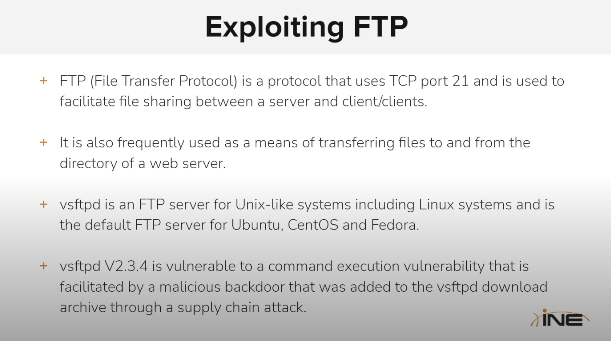 Exploiting FTP
+ FTP (File Transfer Protocol) is a protocol that uses TCP port 21 and is used to
facilitate file sharing between a server and client/clients.
+ It is also frequently used as a means of transferring files to and from the
directory of a web server.
+ vsftpd is an FTP server for Unix-like systems including Linux systems and is
the default FTP server for Ubuntu, CentOS and Fedora.
+ vsftpd V2.3.4 is vulnerable to a command execution vulnerability that is
facilitated by a malicious backdoor that was added to the vsftpd download
archive through a supply chain attack.
iNE